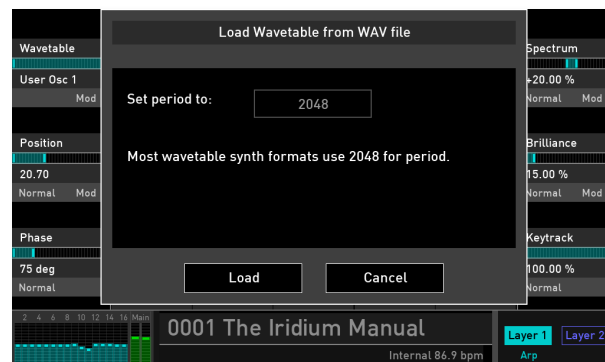 Load Wavetable from WAV file
Wavetable
Spectrum
User Osc 1
+20.00 %
Mod
Normal Mod
Set period to: 2048
Position
Brilliance
Most wavetable synth formats use 2048 for period.
20.70
15.00 %
Normal Mod
Normal Mod
Phase
Keytrack
75 deg
100.00 %
Load Cancel
Normal
Normal
2 4 6 8 10 12 14 16 Main
0001 The Iridium Manual
Layer 1 Layer 2
Internal 86.9 bpm
Arp